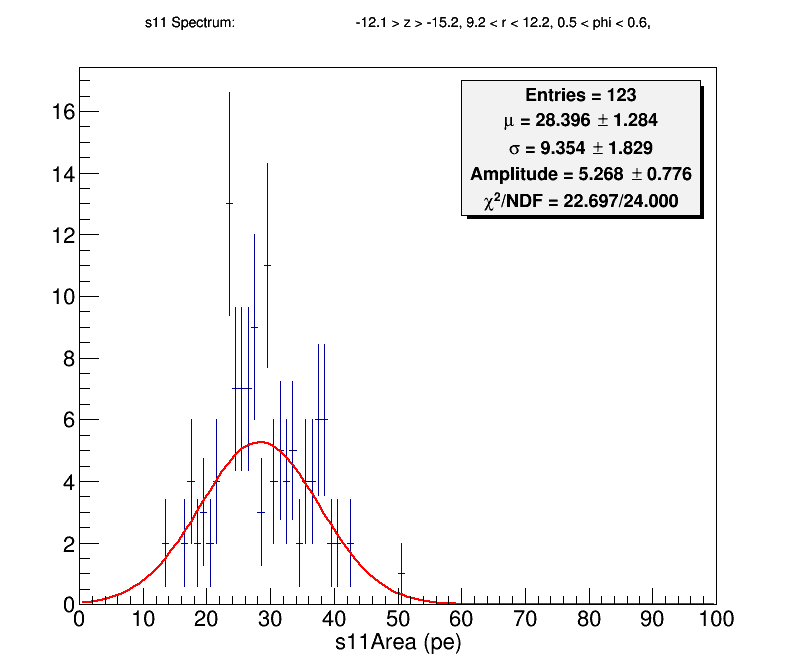 s11 Spectrum: -12.1 > z > -15.2, 9.2 < r < 12.2, 0.5 < phi < 0.6,
Entries = 123
μ = 28.396 ± 1.284
σ = 9.354 ± 1.829
Amplitude = 5.268 ± 0.776
χ²/NDF = 22.697/24.000
16
14
12
10
8
6
4
2
0
0 10 20 30 40 50 60 70 80 90 100
s11Area (pe)